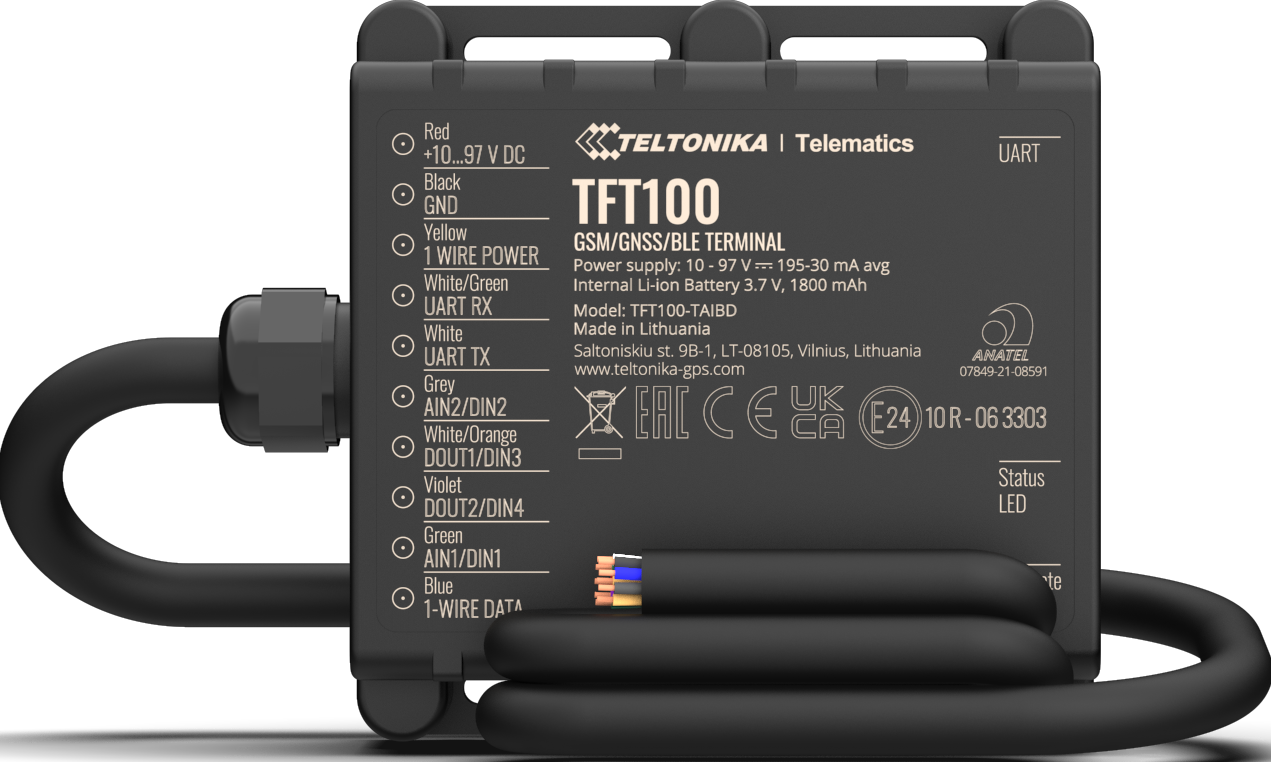 Red
+10...97 V DC
Black
GND
Yellow
1 WIRE POWER
White/Green
UART RX
White
UART TX
Grey
AIN2/DIN2
White/Orange
DOUT1/DIN3
Violet
DOUT2/DIN4
Green
AIN1/DIN1
Blue
1-WIRE DATA
TELTONIKA | Telematics
TFT100
GSM/GNSS/BLE TERMINAL
Power supply: 10 - 97 V ⎓ 195-30 mA avg
Internal Li-ion Battery 3.7 V, 1800 mAh
Model: TFT100-TAIBD
Made in Lithuania
Saltoniskiu st. 9B-1, LT-08105, Vilnius, Lithuania
www.teltonika-gps.com
EAC CE UK
CA
E24 10 R - 06 3303
UART
ANATEL
07849-21-08591
Status
LED